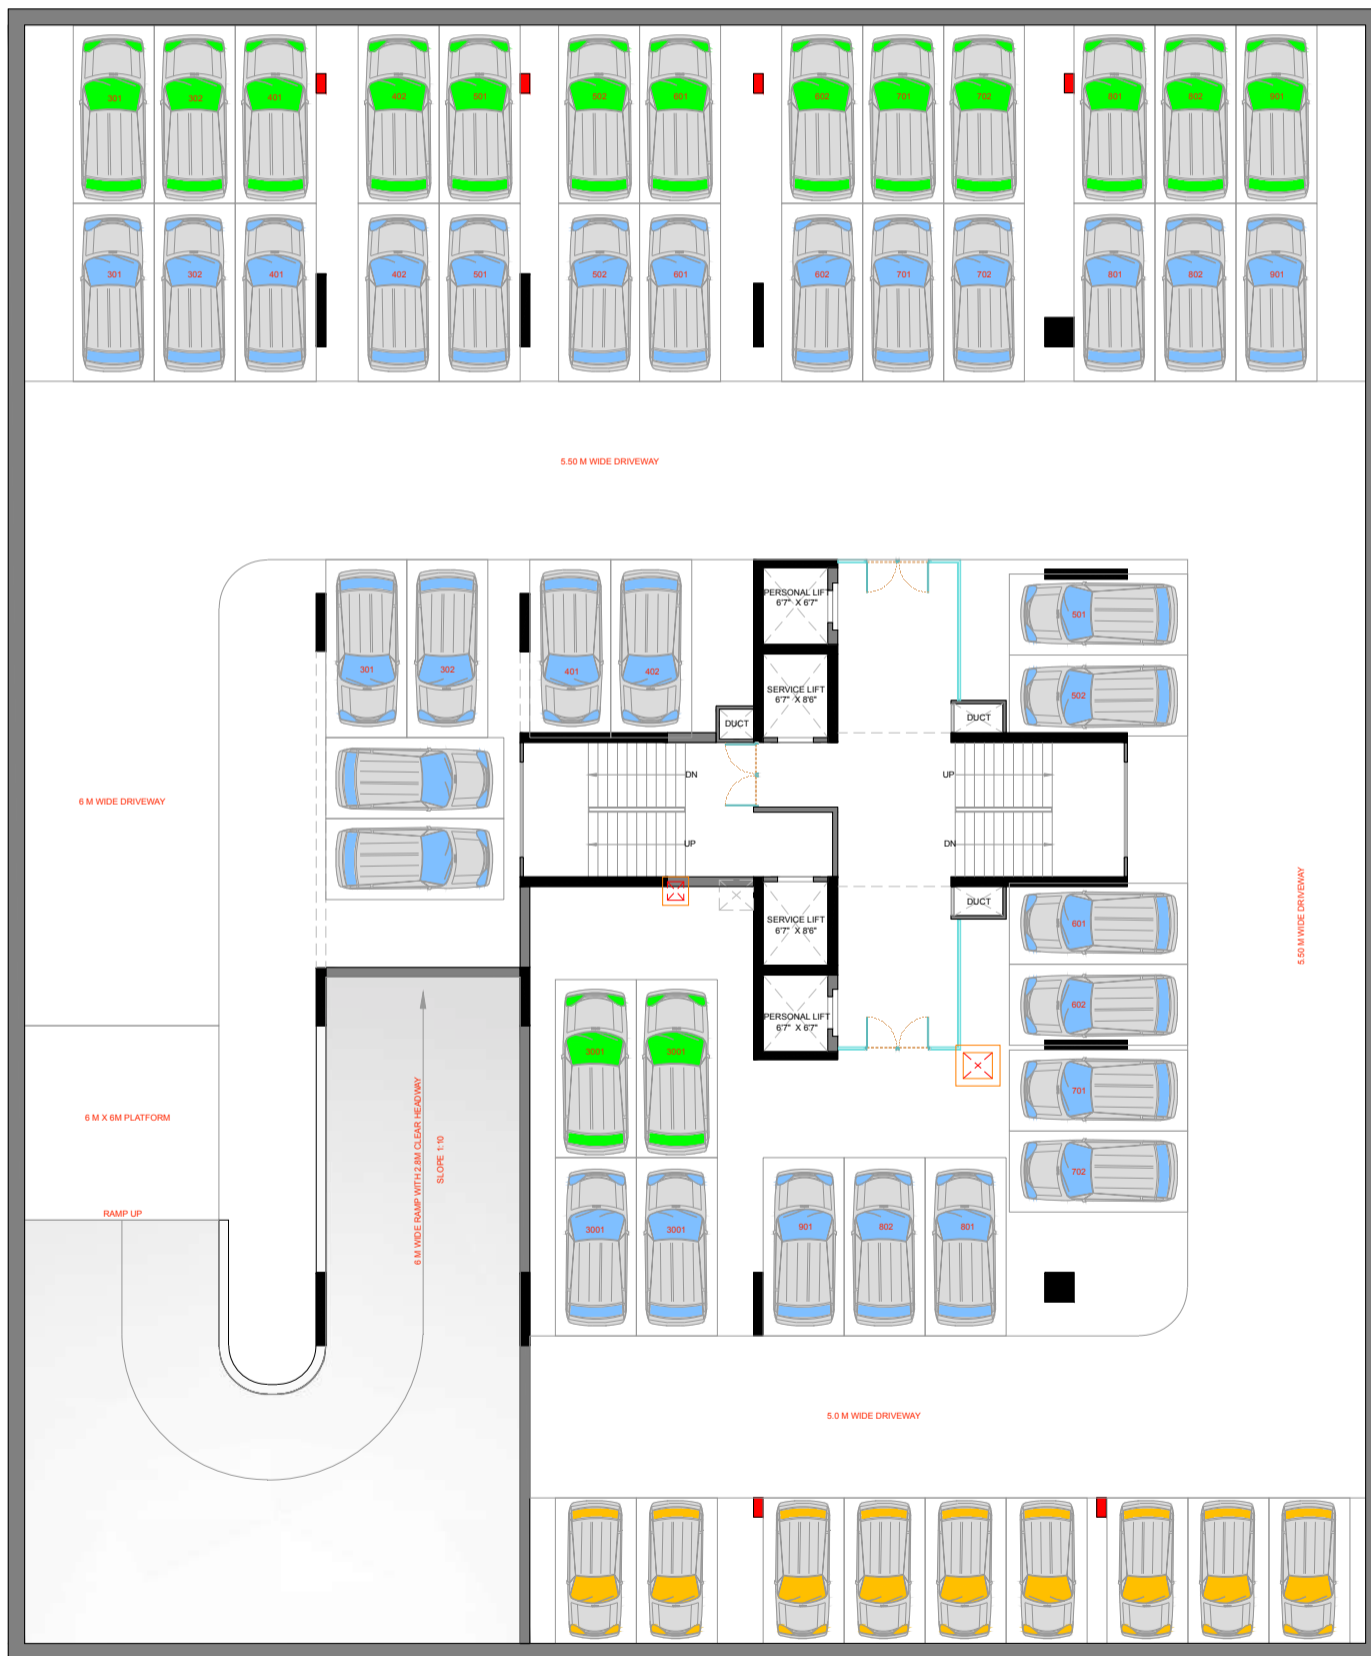 301 302 401 402 501 502 601 602 701 702 801 802 901
301 302 401 402 501 502 601 602 701 702 801 802 901
5.50 M WIDE DRIVEWAY
PERSONAL LIFT
6'7" X 6'7"
501
301 302 401 402
SERVICE LIFT
6'7" X 8'6"
502
DUCT
DUCT
DN
UP
6 M WIDE DRIVEWAY
UP
DN
DUCT
SERVICE LIFT
6'7" X 8'6"
601
5.50 M WIDE DRIVEWAY
602
PERSONAL LIFT
6'7" X 6'7"
3001 3001
701
6 M X 6M PLATFORM
6 M WIDE RAMP WITH 2.8M CLEAR HEADWAY
SLOPE 1:10
702
RAMP UP
3001 3001 901 802 801
5.0 M WIDE DRIVEWAY